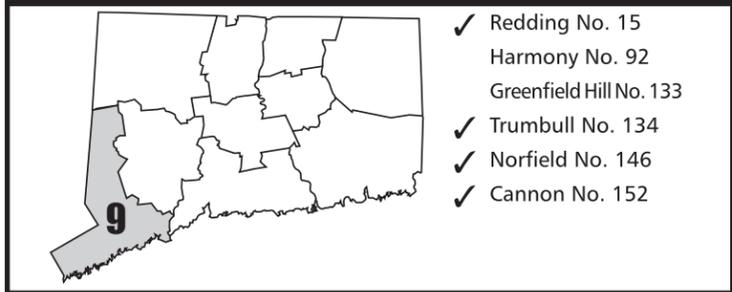 ✓ Redding No. 15
Harmony No. 92
Greenfield Hill No. 133
✓ Trumbull No. 134
✓ Norfield No. 146
✓ Cannon No. 152
9